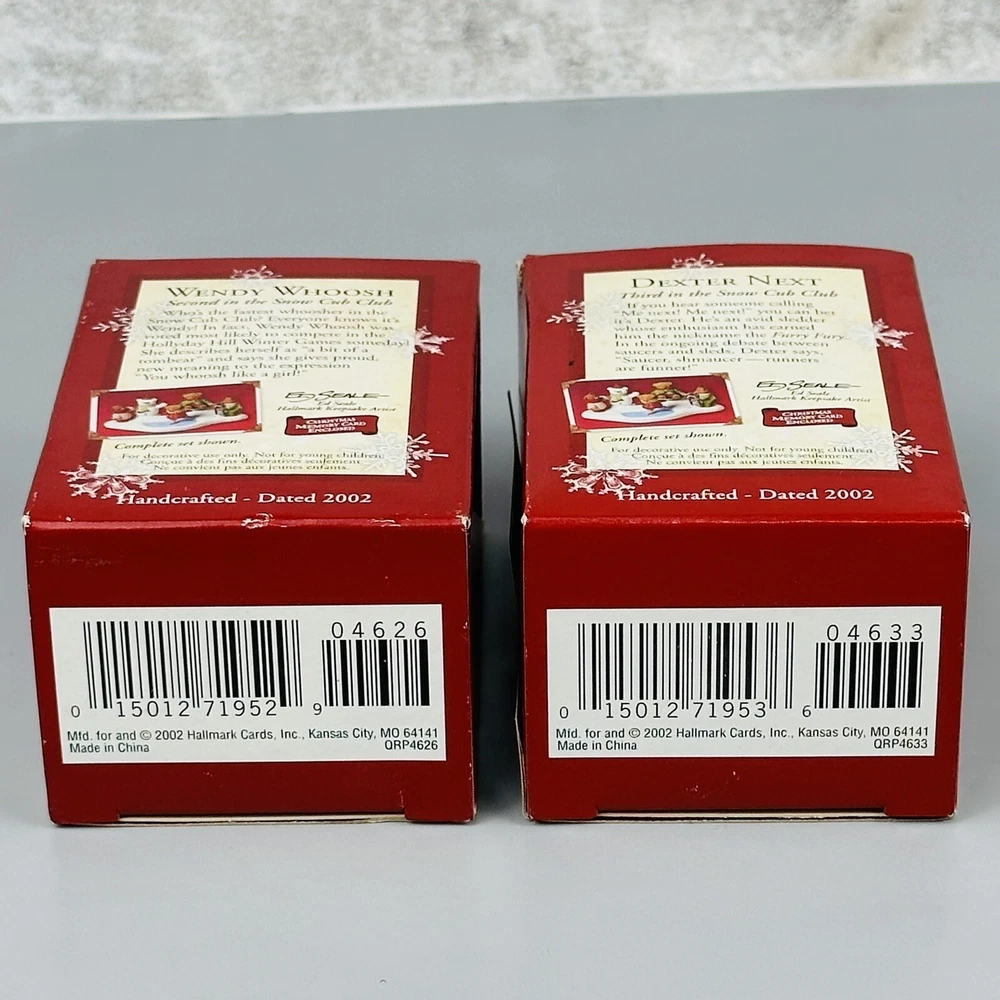 WENDY WHOOSH
Second in the Snow Cub Club
Who's the fastest whoosher in the
Snow Cub Club? Everyone knows it's
Wendy! In fact, Wendy Whoosh was
voted most likely to compete in the
Hollyday Hill Winter Games someday!
She describes herself as "a bit of a
tombear" and says she gives proud,
new meaning to the expression
"You whoosh like a girl!"
ED SEALE
Ed Seale
Hallmark Keepsake Artist
CHRISTMAS
MEMORY CARD
ENCLOSED
Complete set shown.
For decorative use only. Not for young children.
Conçue à des fins décoratives seulement.
Ne convient pas aux jeunes enfants.
Handcrafted - Dated 2002
04626
0 15012 71952 9
Mfd. for and © 2002 Hallmark Cards, Inc., Kansas City, MO 64141
Made in China QRP4626
DEXTER NEXT
Third in the Snow Cub Club
If you hear someone calling
"Me next! Me next!" you can bet
it's Dexter. He's an avid sledder
whose enthusiasm has earned
him the nickname the Furry Fury.
In the ongoing debate between
saucers and sleds, Dexter says,
"Saucer, shmaucer—runners
are funner!"
ED SEALE
Ed Seale
Hallmark Keepsake Artist
CHRISTMAS
MEMORY CARD
ENCLOSED
Complete set shown.
For decorative use only. Not for young children.
Conçue à des fins décoratives seulement.
Ne convient pas aux jeunes enfants.
Handcrafted - Dated 2002
04633
0 15012 71953 6
Mfd. for and © 2002 Hallmark Cards, Inc., Kansas City, MO 64141
Made in China QRP4633